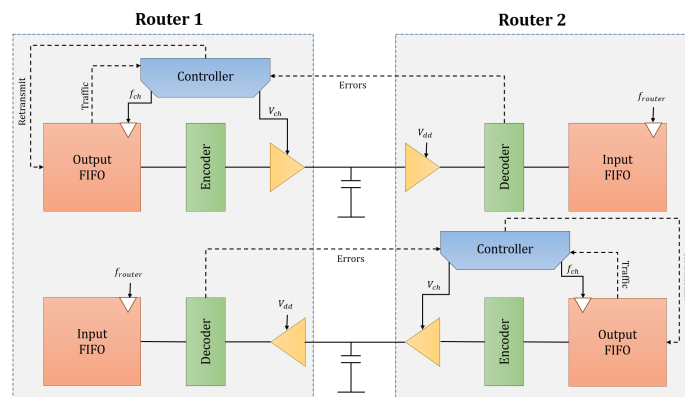 Router 1
Router 2
Controller
Retransmit
Traffic
f_ch
V_ch
Errors
V_dd
f_router
Output
FIFO
Encoder
Decoder
Input
FIFO
Controller
Errors
f_router
V_dd
V_ch
f_ch
Traffic
Input
FIFO
Decoder
Encoder
Output
FIFO